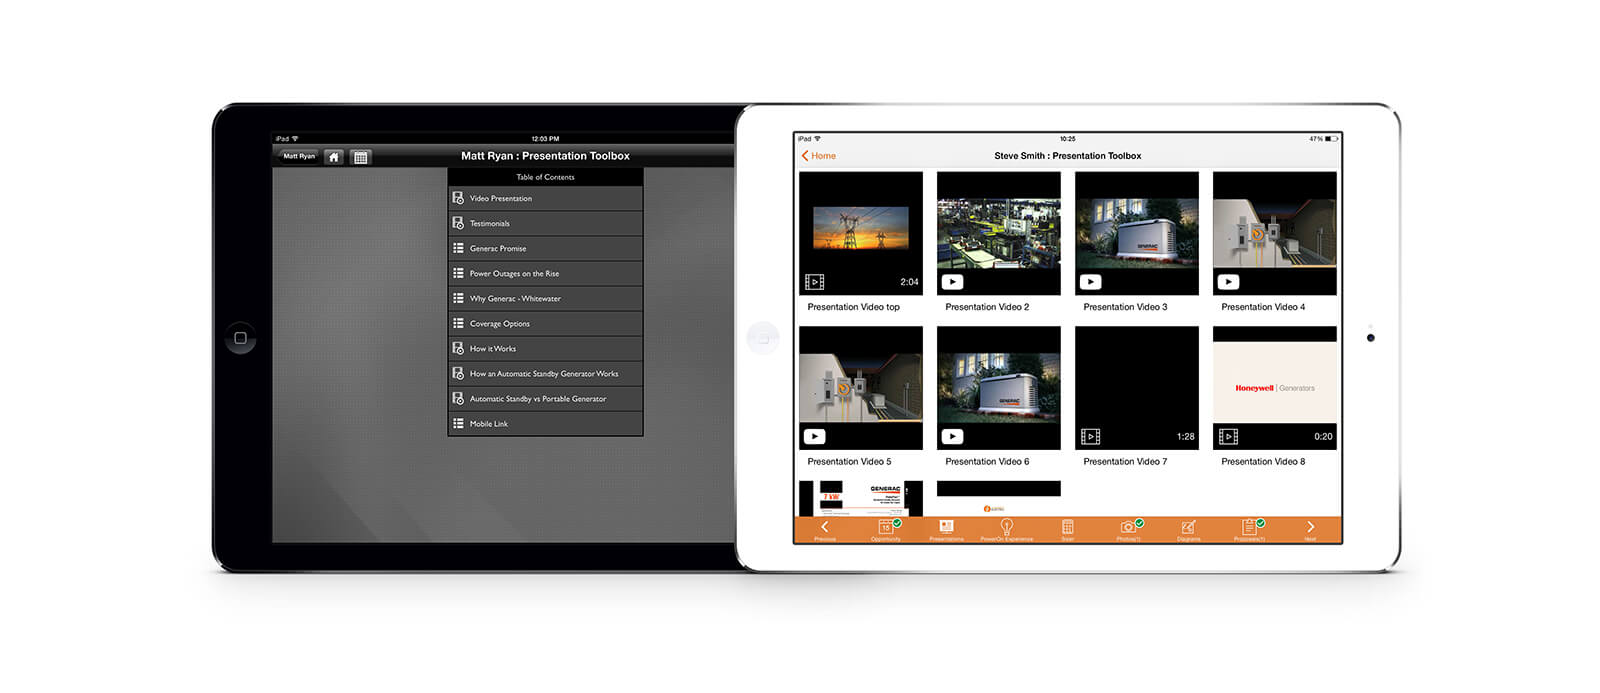 iPad
12:03 PM
Matt Ryan
Matt Ryan : Presentation Toolbox
Table of Contents
Video Presentation
Testimonials
Generac Promise
Power Outages on the Rise
Why Generac - Whitewater
Coverage Options
How it Works
How an Automatic Standby Generator Works
Automatic Standby vs Portable Generator
Mobile Link
iPad
10:25
47%
Home
Steve Smith : Presentation Toolbox
2:04
GENERAC
Presentation Video top
Presentation Video 2
Presentation Video 3
Presentation Video 4
GENERAC
1:28
Honeywell | Generators
0:20
Presentation Video 5
Presentation Video 6
Presentation Video 7
Presentation Video 8
7 kW
GENERAC
15
Previous
Opportunity
Presentations
PowerOn Experience
Sizer
Photos(1)
Diagrams
Proposals(1)
Next